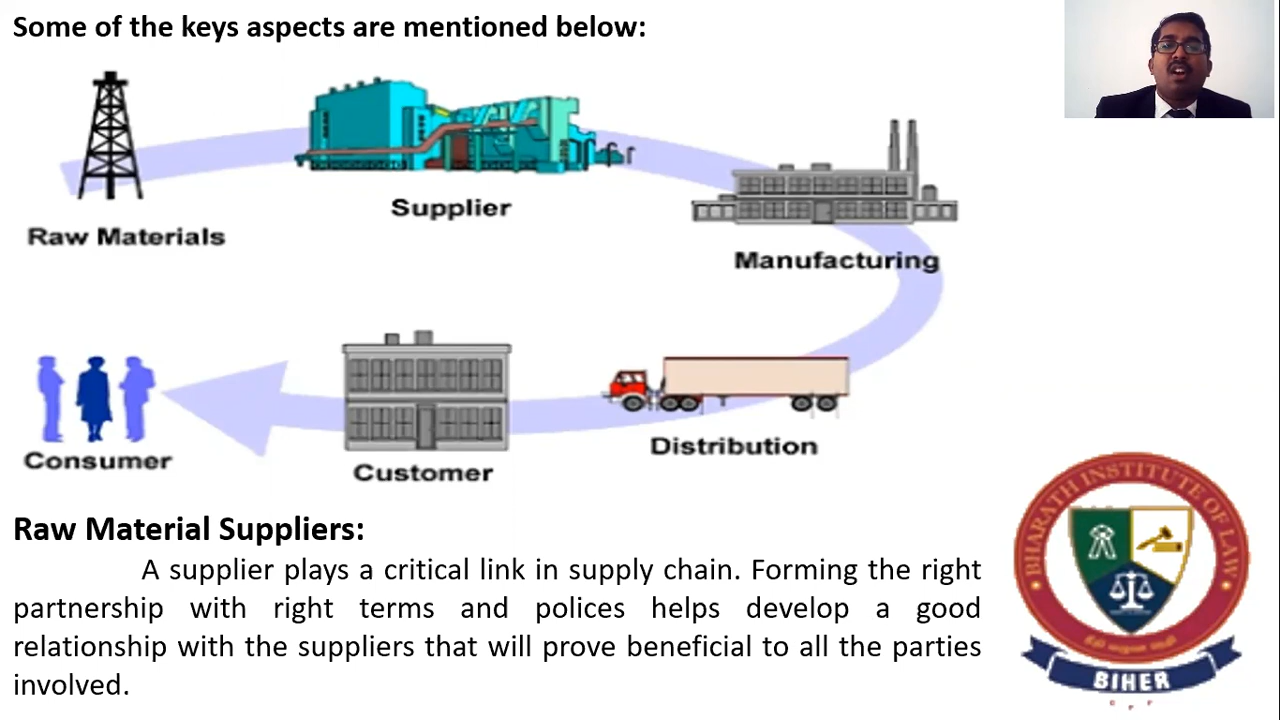 Some of the keys aspects are mentioned below:
Raw Materials
Supplier
Manufacturing
Consumer
Customer
Distribution
Raw Material Suppliers:
A supplier plays a critical link in supply chain. Forming the right
partnership with right terms and polices helps develop a good
relationship with the suppliers that will prove beneficial to all the parties
involved.
BHARATH INSTITUTE OF LAW
BIHER